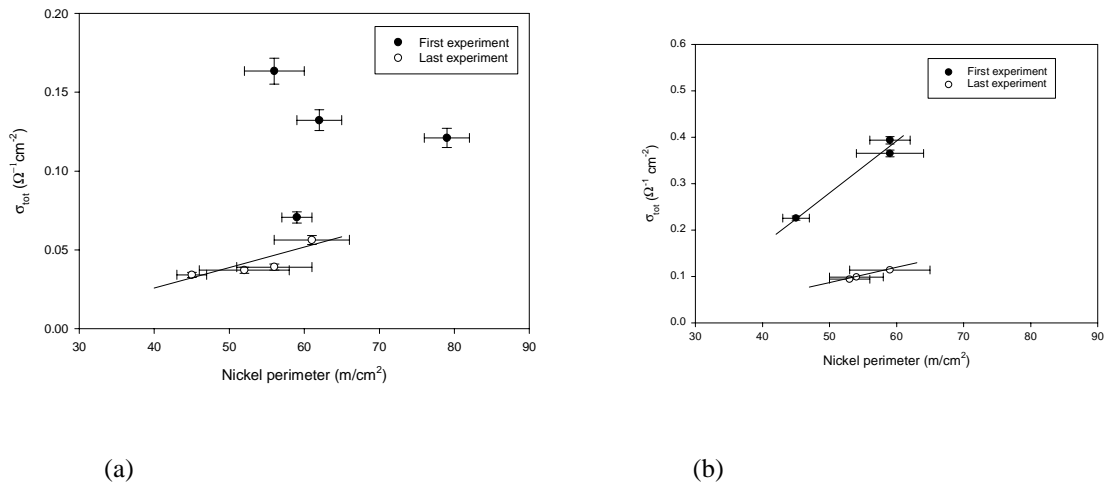 0.20
0.15
0.10
0.05
0.00
30 40 50 60 70 80 90
σtot (Ω⁻¹cm⁻²)
Nickel perimeter (m/cm²)
First experiment
Last experiment
(a)
0.6
0.5
0.4
0.3
0.2
0.1
0.0
30 40 50 60 70 80 90
σtot (Ω⁻¹ cm⁻²)
Nickel perimeter (m/cm²)
First experiment
Last experiment
(b)